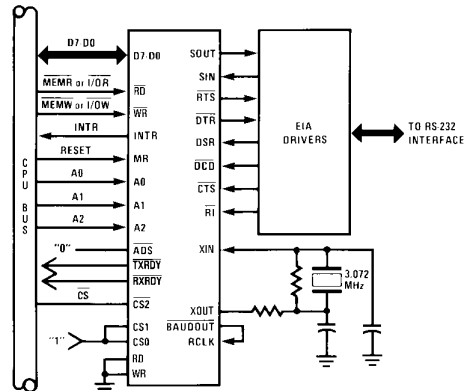 D7-D0
D7-D0
SOUT
SIN
MEMR or I/OR
RD
RTS
MEMW or I/OW
WR
DTR
EIA DRIVERS
TO RS-232 INTERFACE
INTR
INTR
DSR
RESET
MR
DCD
CPU BUS
A0
A0
CTS
A1
A1
RI
A2
A2
"0"
ADS
XIN
TXRDY
RXRDY
3.072 MHz
CS
CS2
XOUT
CS1
BAUDOUT
"1"
CS0
RCLK
RD
WR